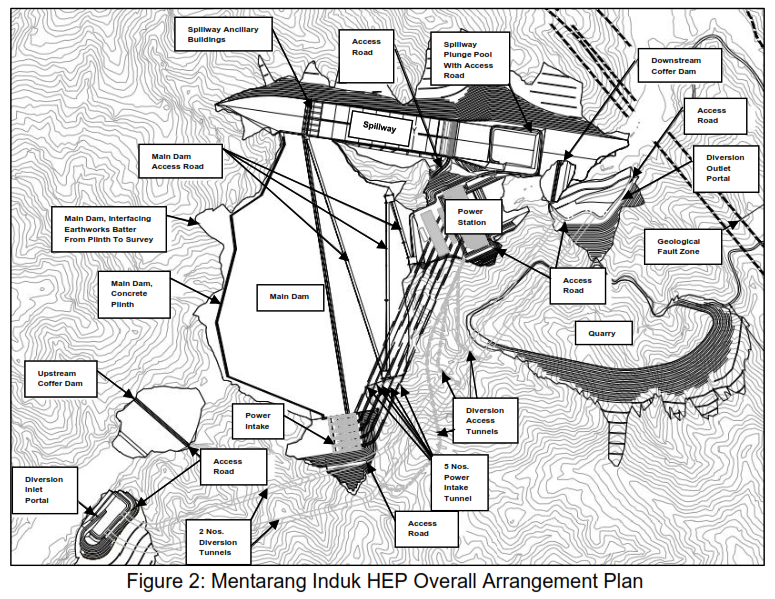 Spillway Ancillary
Buildings
Access
Road
Spillway
Plunge Pool
With Access
Road
Downstream
Coffer Dam
Access
Road
Spillway
Main Dam
Access Road
Diversion
Outlet
Portal
Main Dam, Interfacing
Earthworks Batter
From Plinth To Survey
Power
Station
Geological
Fault Zone
Main Dam,
Concrete
Plinth
Main Dam
Access
Road
Quarry
Upstream
Coffer Dam
Power
Intake
Diversion
Access
Tunnels
Access
Road
5 Nos.
Power
Intake
Tunnel
Diversion
Inlet
Portal
2 Nos.
Diversion
Tunnels
Access
Road
Figure 2: Mentarang Induk HEP Overall Arrangement Plan